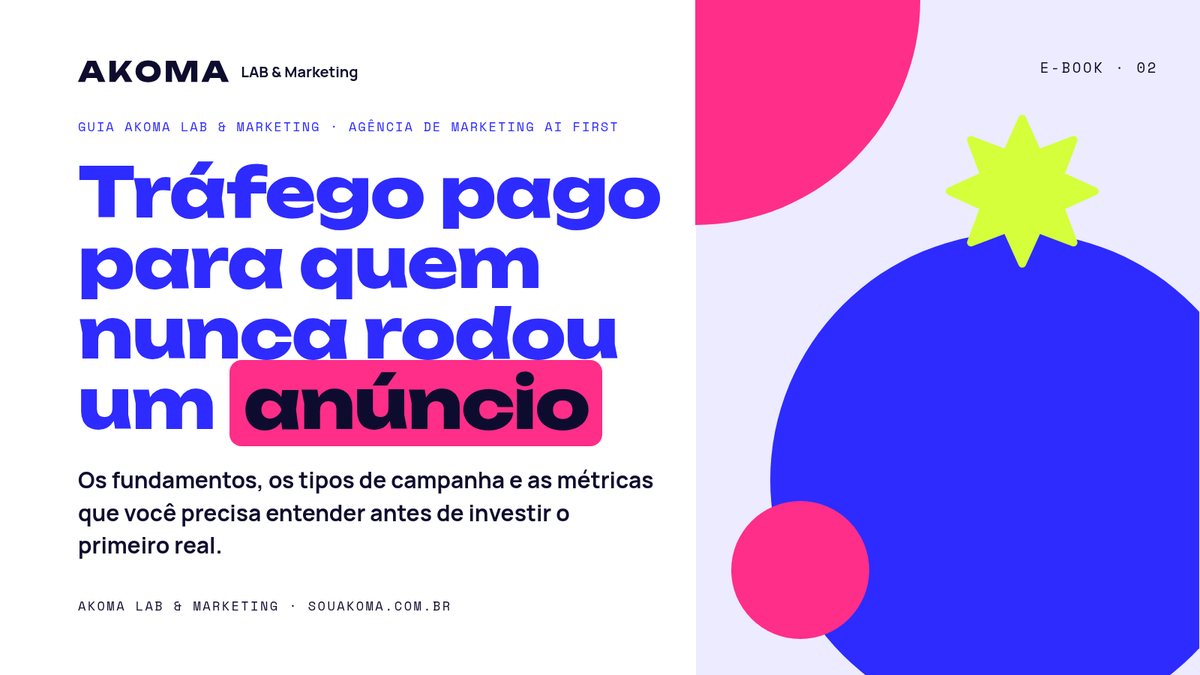 AKOMA LAB & Marketing
E-BOOK · 02
GUIA AKOMA LAB & MARKETING · AGÊNCIA DE MARKETING AI FIRST
Tráfego pago
para quem
nunca rodou
um anúncio
Os fundamentos, os tipos de campanha e as métricas
que você precisa entender antes de investir o
primeiro real.
AKOMA LAB & MARKETING · SOUAKOMA.COM.BR